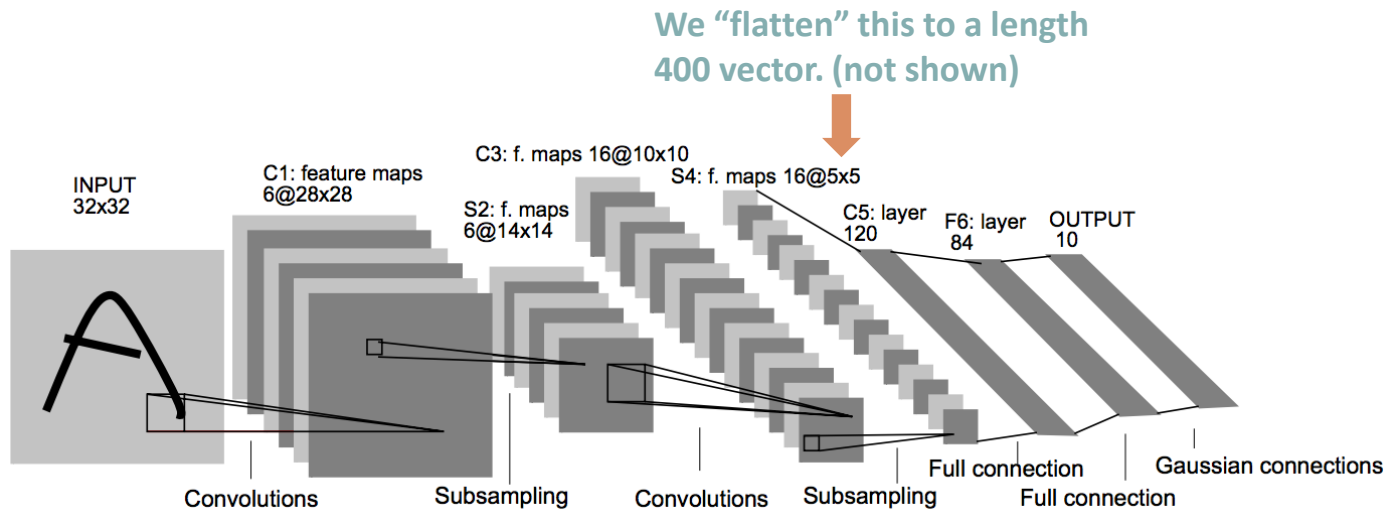 We “flatten” this to a length
400 vector. (not shown)
INPUT
32x32
C1: feature maps
6@28x28
S2: f. maps
6@14x14
C3: f. maps 16@10x10
S4: f. maps 16@5x5
C5: layer
120
F6: layer
84
OUTPUT
10
Convolutions
Subsampling
Convolutions
Subsampling
Full connection
Full connection
Gaussian connections